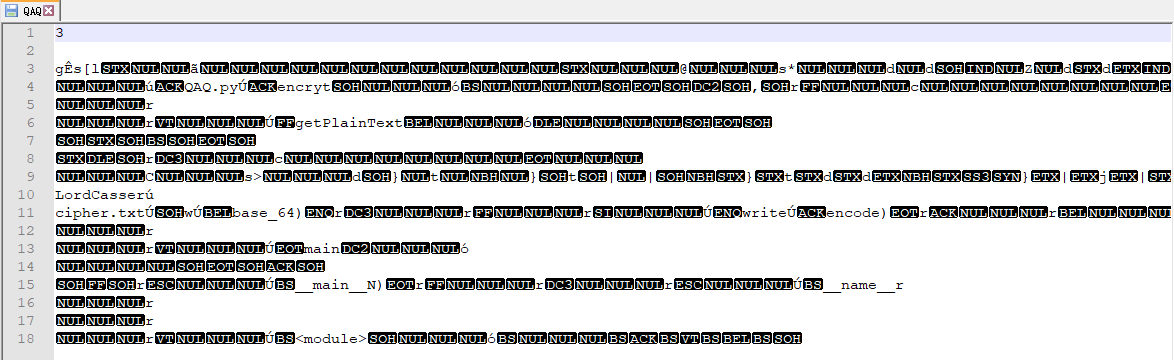 QAQ
1 3
2
3 gÊs[lSTXNULNULãNULNULNULNULNULNULNULNULNULNULNULNULSTXNULNULNUL@NULNULNULs*NULNULNULdNULdSOHINDNULZNULdSTXdETXIND
4 NULNULNULúACKQAQ.pyÚACKencrytSOHNULNULNULóBSNULNULNULNULSOHEOTSOHDC2SOH,SOHrFFNULNULNULcNULNULNULNULNULNULNULNULE
5 NULNULNULr
6 NULNULNULrVTNULNULNULÚFFgetPlainTextBELNULNULNULóDLENULNULNULNULSOHEOTSOH
7 SOHSTXSOHBSSOHEOTSOH
8 STXDLESOHrDC3NULNULNULcNULNULNULNULNULNULNULNULEOTNULNULNUL
9 NULNULNULCNULNULNULs>NULNULNULdSOH}NULtNULNBHNUL}SOHtSOH|NUL|SOHNBHSTX}STXtSTXdSTXdETXNBHSTXSS3SYN}ETX|ETXjETX|STX
10 LordCasserú
11 cipher.txtÚSOHwÚBELbase_64)ENQrDC3NULNULNULrFFNULNULNULrSINULNULNULÚENQwriteÚACKencode)EOTrACKNULNULNULrBELNULNULNUL
12 NULNULNULr
13 NULNULNULrVTNULNULNULÚEOTmainDC2NULNULNULó
14 NULNULNULNULSOHEOTSOHACKSOH
15 SOHFFSOHrESCNULNULNULÚBS__main__N)EOTrFFNULNULNULrDC3NULNULNULrESCNULNULNULÚBS__name__r
16 NULNULNULr
17 NULNULNULr
18 NULNULNULrVTNULNULNULÚBS<module>SOHNULNULNULóBSNULNULNULBSACKBSVTBSBELBSSOH